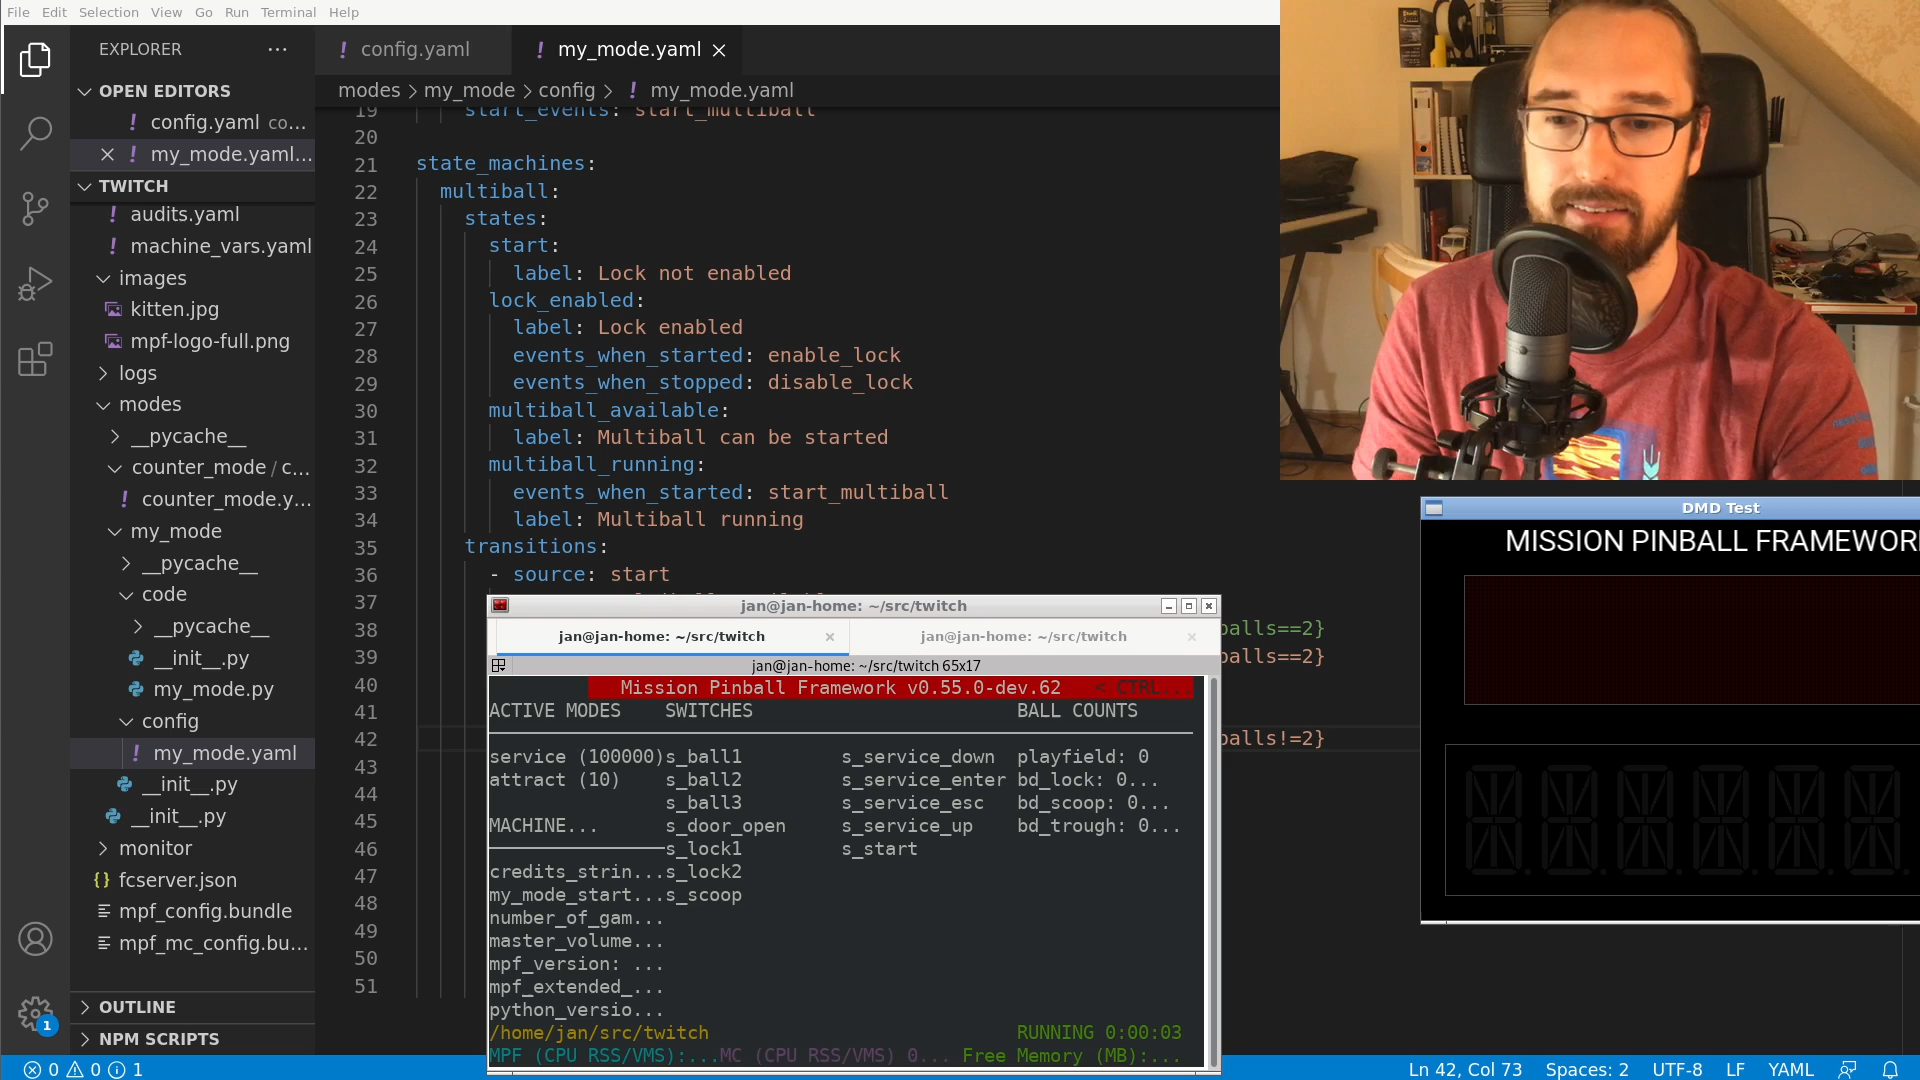 File Edit Selection View Go Run Terminal Help
EXPLORER ...
config.yaml
my_mode.yaml
OPEN EDITORS
config.yaml co...
my_mode.yaml...
modes > my_mode > config > ! my_mode.yaml
TWITCH
audits.yaml
machine_vars.yaml
images
kitten.jpg
mpf-logo-full.png
logs
modes
__pycache__
counter_mode / c...
counter_mode.y...
my_mode
__pycache__
code
__pycache__
__init__.py
my_mode.py
config
my_mode.yaml
__init__.py
__init__.py
monitor
fcserver.json
mpf_config.bundle
mpf_mc_config.bu...
OUTLINE
NPM SCRIPTS
19 start_events: start_multiball
20
21 state_machines:
22 multiball:
23 states:
24 start:
25 label: Lock not enabled
26 lock_enabled:
27 label: Lock enabled
28 events_when_started: enable_lock
29 events_when_stopped: disable_lock
30 multiball_available:
31 label: Multiball can be started
32 multiball_running:
33 events_when_started: start_multiball
34 label: Multiball running
35 transitions:
36 - source: start
37
38 balls==2}
39 balls==2}
40
41
42 balls!=2}
43
44
45
46
47
48
49
50
51
jan@jan-home: ~/src/twitch
jan@jan-home: ~/src/twitch
jan@jan-home: ~/src/twitch
jan@jan-home: ~/src/twitch 65x17
Mission Pinball Framework v0.55.0-dev.62 < CTRL...
ACTIVE MODES SWITCHES BALL COUNTS
service (100000) s_ball1 s_service_down playfield: 0
attract (10) s_ball2 s_service_enter bd_lock: 0...
s_ball3 s_service_esc bd_scoop: 0...
MACHINE... s_door_open s_service_up bd_trough: 0...
s_lock1 s_start
credits_strin... s_lock2
my_mode_start... s_scoop
number_of_gam...
master_volume...
mpf_version: ...
mpf_extended_...
python_versio...
/home/jan/src/twitch RUNNING 0:00:03
MPF (CPU RSS/VMS):... MC (CPU RSS/VMS) 0... Free Memory (MB):...
DMD Test
MISSION PINBALL FRAMEWOR
0 0 1
1
Ln 42, Col 73 Spaces: 2 UTF-8 LF YAML